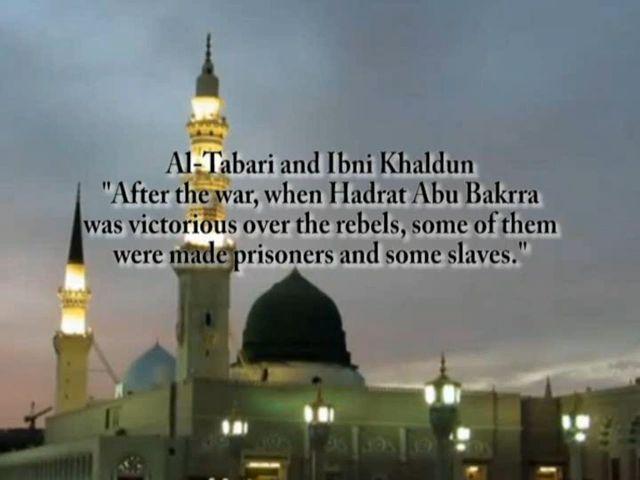 Al-Tabari and Ibni Khaldun
"After the war, when Hadrat Abu Bakrra
was victorious over the rebels, some of them
were made prisoners and some slaves."